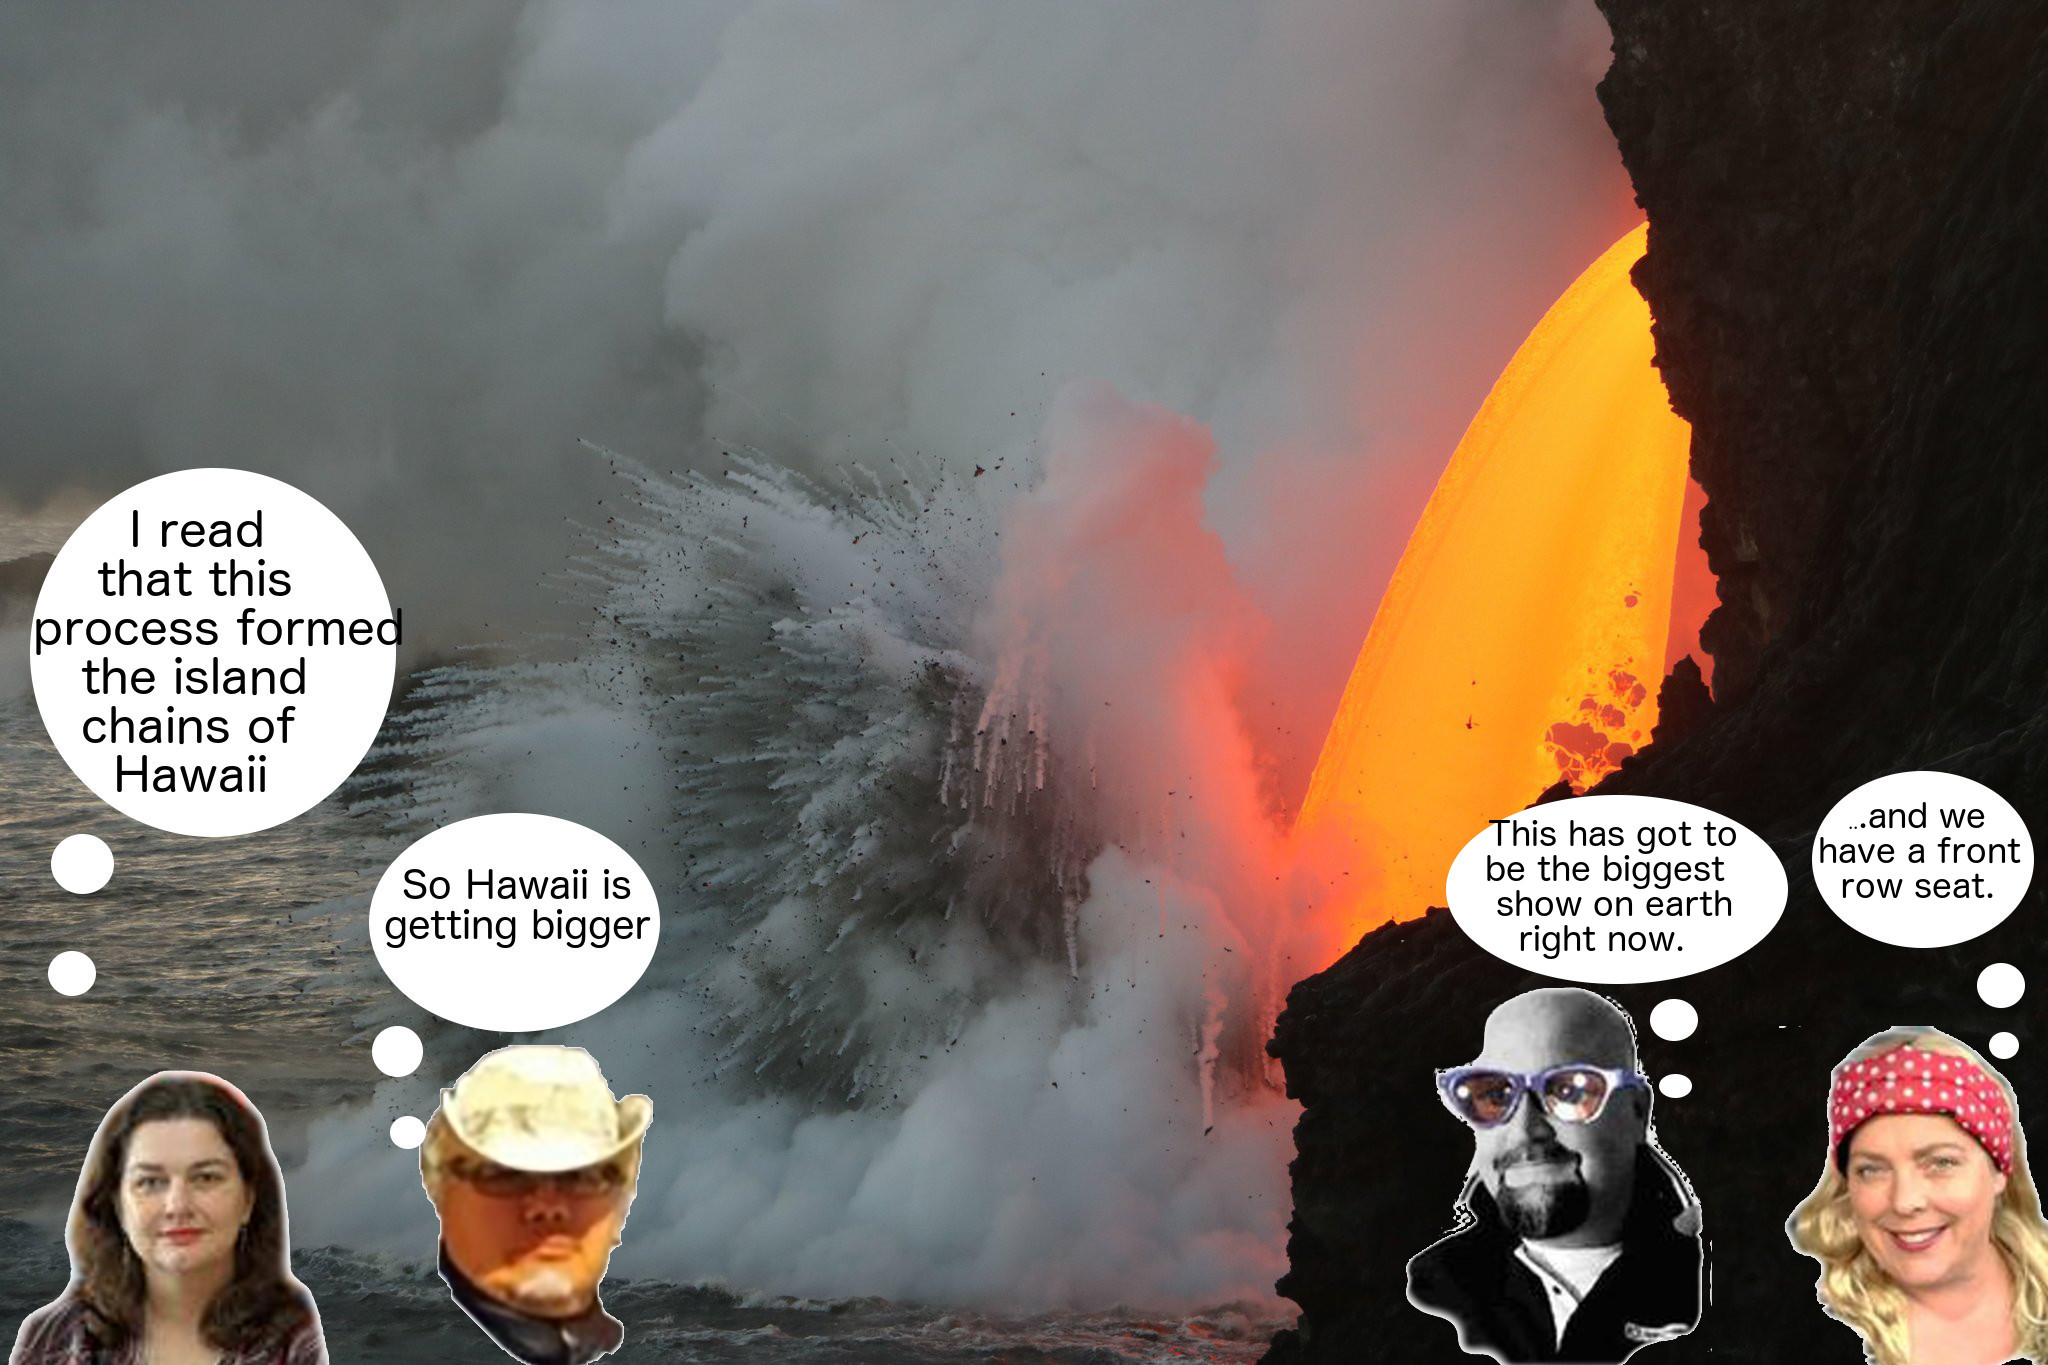 I read
that this
process formed
the island
chains of
Hawaii
So Hawaii is
getting bigger
This has got to
be the biggest
show on earth
right now.
...and we
have a front
row seat.